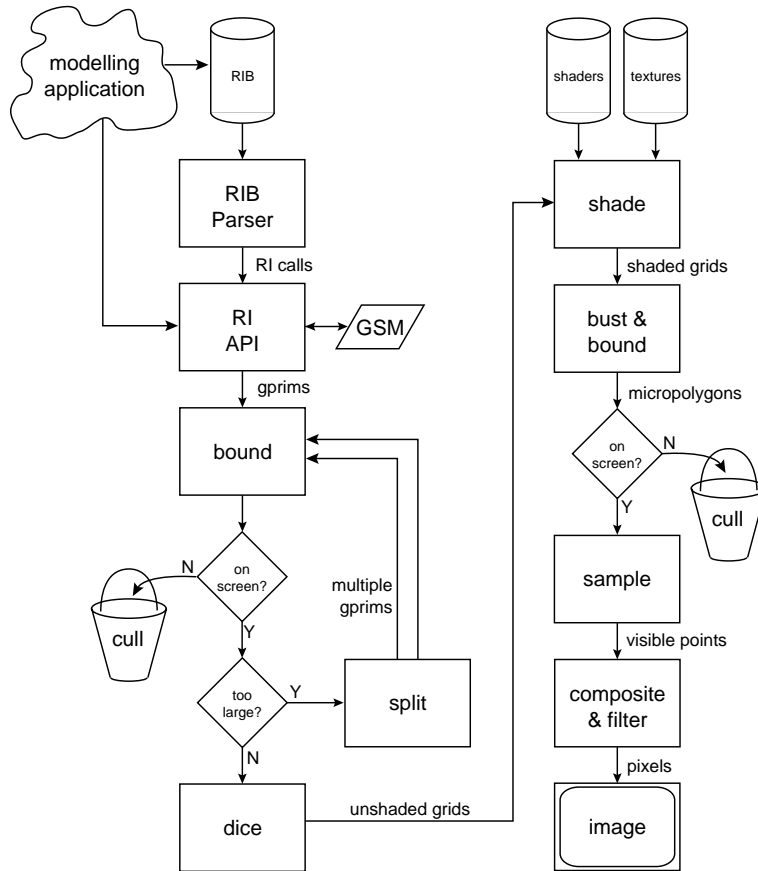 modelling
application
RIB
RIB
Parser
RI calls
RI
API
GSM
gprims
bound
on
screen?
N
cull
Y
multiple
gprims
too
large?
Y
split
N
dice
unshaded grids
shaders
textures
shade
shaded grids
bust &
bound
micropolygons
on
screen?
N
cull
Y
sample
visible points
composite
& filter
pixels
image